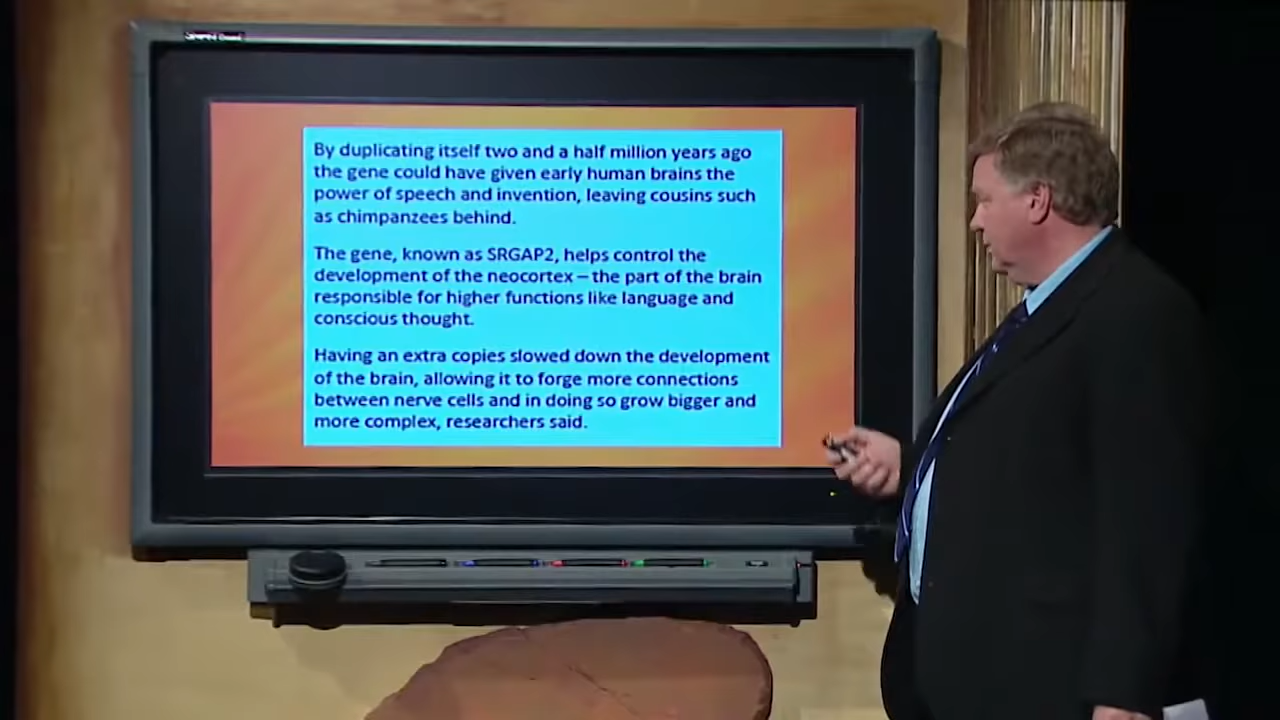 SMART Board
By duplicating itself two and a half million years ago
the gene could have given early human brains the
power of speech and invention, leaving cousins such
as chimpanzees behind.
The gene, known as SRGAP2, helps control the
development of the neocortex – the part of the brain
responsible for higher functions like language and
conscious thought.
Having an extra copies slowed down the development
of the brain, allowing it to forge more connections
between nerve cells and in doing so grow bigger and
more complex, researchers said.